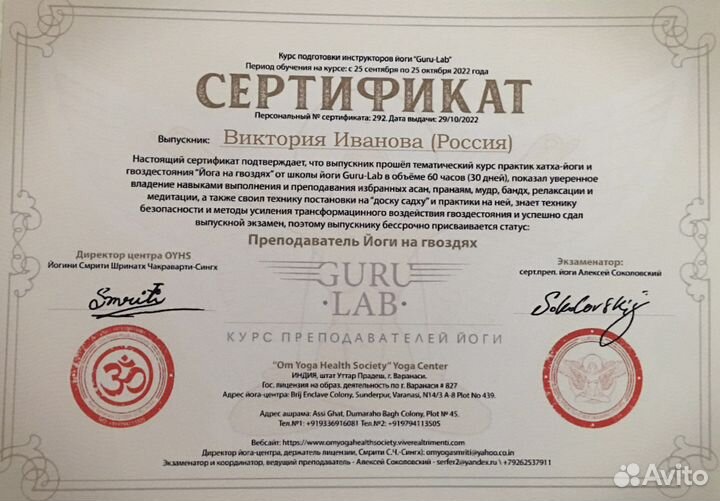 Курс подготовки инструкторов йоги "Guru-Lab"
Период обучения на курсе: с 25 сентября по 25 октября 2022 года
СЕРТИФИКАТ
Персональный № сертификата: 292. Дата выдачи: 29/10/2022
Выпускник: Виктория Иванова (Россия)
Настоящий сертификат подтверждает, что выпускник прошёл тематический курс практик хатха-йоги и
гвоздестояния "Йога на гвоздях" от школы йоги Guru-Lab в объёме 60 часов (30 дней), показал уверенное
владение навыками выполнения и преподавания избранных асан, пранаям, мудр, бандх, релаксации и
медитации, а также своил технику постановки на "доску садху" и практики на ней, знает технику
безопасности и методы усиления трансформацинного воздействия гвоздестояния и успешно сдал
выпускной экзамен, поэтому выпускнику бессрочно присваивается статус:
Преподаватель Йоги на гвоздях
Директор центра OYHS
Йогини Смрити Шринатх Чакраварти-Сингх
Экзаменатор:
серт.преп. йоги Алексей Соколовский
GURU
·LAB·
Smriti
Sokolovskij
КУРС ПРЕПОДАВАТЕЛЕЙ ЙОГИ
"Om Yoga Health Society" Yoga Center
ИНДИЯ, штат Уттар Прадеш, г. Варанаси.
Гос. лицензия на образ. деятельность по г. Варанаси # 827
Адрес йога-центра: Brij Enclave Colony, Sunderpur, Varanasi, N14/3 A-8 Plot No 439.
Адрес ашрама: Assi Ghat, Dumaraho Bagh Colony, Plot № 45.
Тел.№1: +919336916081 Тел.№2: +917941 13505
Вебсайт: https://www.omyogahealthsociety.viverealtrimenti.com
Директор йога-центра, держатель лицензии, Смрити С.Ч.-Сингх): omyogasmriti@yahoo.co.in
Экзаменатор и координатор, ведущий преподаватель - Алексей Соколовский - serfer2@yandex.ru \ +79262537911
Avito